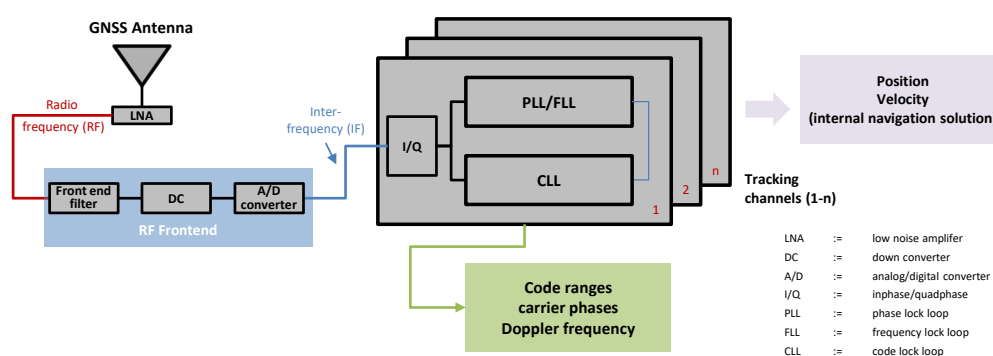 GNSS Antenna
Radio
frequency (RF)
LNA
Inter-
frequency (IF)
Front end
filter
DC
A/D
converter
RF Frontend
I/Q
PLL/FLL
CLL
1
2
n
Tracking
channels (1-n)
Position
Velocity
(internal navigation solution
Code ranges
carrier phases
Doppler frequency
LNA := low noise amplifer
DC := down converter
A/D := analog/digital converter
I/Q := inphase/quadphase
PLL := phase lock loop
FLL := frequency lock loop
CLL := code lock loop